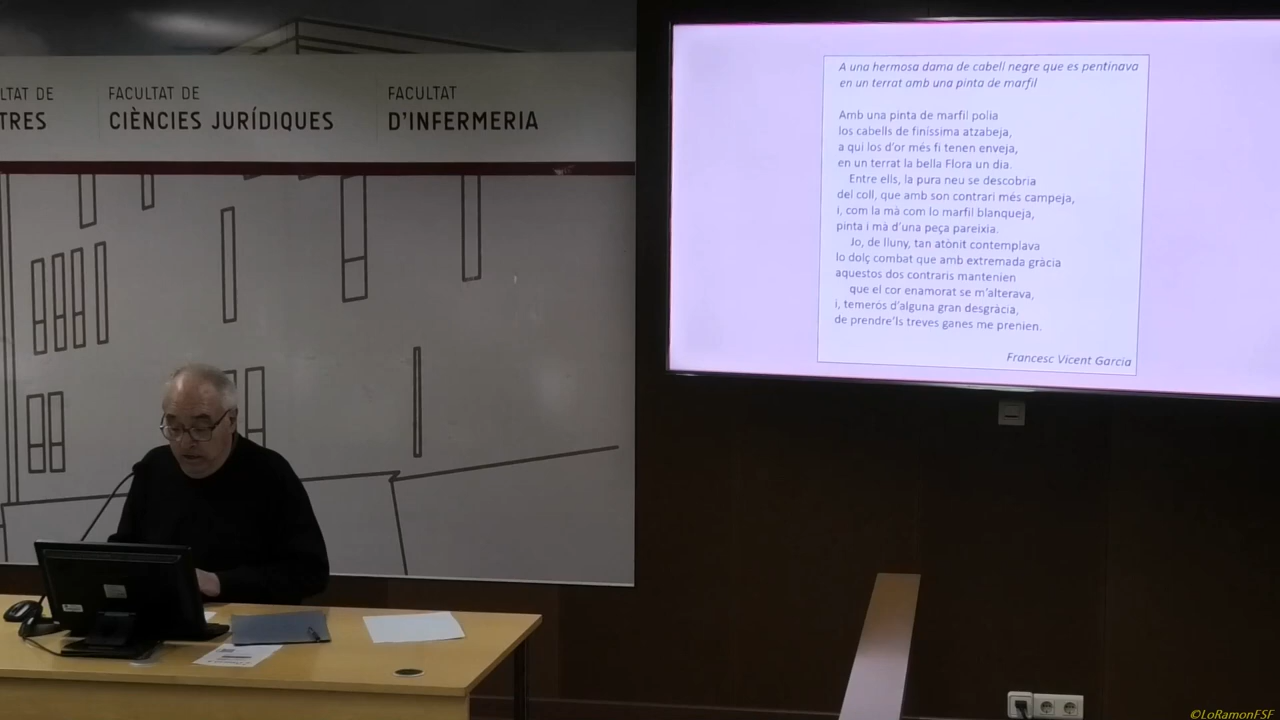 LTAT DE
TRES
FACULTAT DE
CIÈNCIES JURÍDIQUES
FACULTAT
D'INFERMERIA
A una hermosa dama de cabell negre que es pentinava
en un terrat amb una pinta de marfil
Amb una pinta de marfil polia
los cabells de finíssima atzabeja,
a qui los d'or més fi tenen enveja,
en un terrat la bella Flora un dia.
Entre ells, la pura neu se descobria
del coll, que amb son contrari més campeja,
i, com la mà com lo marfil blanqueja,
pinta i mà d'una peça pareixia.
Jo, de lluny, tan atònit contemplava
lo dolç combat que amb extremada gràcia
aquestos dos contraris mantenien
que el cor enamorat se m'alterava,
i, temerós d'alguna gran desgràcia,
de prendre'ls treves ganes me prenien.
Francesc Vicent Garcia
©LoRamonFSF